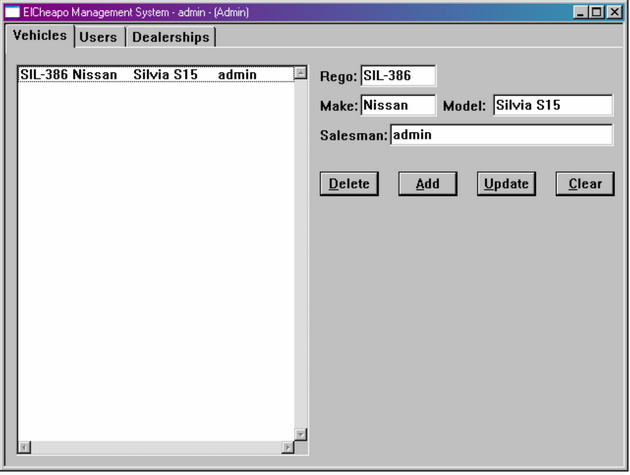 ElCheapo Management System - admin - (Admin)
Vehicles Users Dealerships
SIL-386 Nissan Silvia S15 admin
Rego: SIL-386
Make: Nissan Model: Silvia S15
Salesman: admin
Delete Add Update Clear